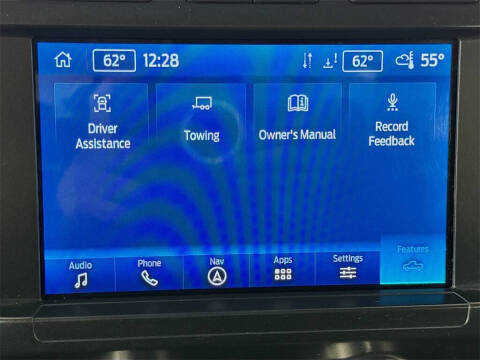 62° 12:28 62° 55°
Driver Assistance
Towing
Owner's Manual
Record Feedback
Audio Phone Nav Apps Settings Features